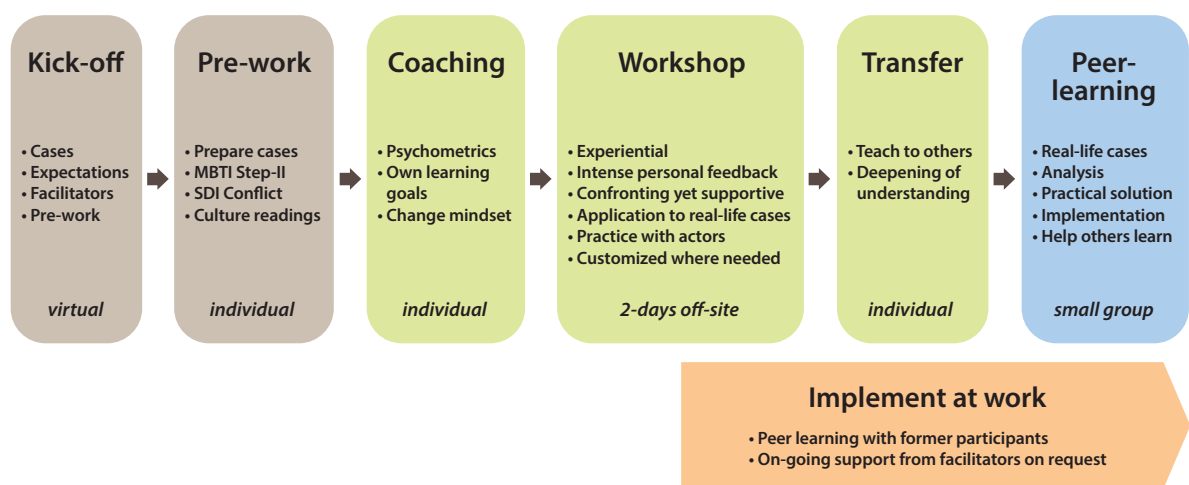 Kick-off
• Cases
• Expectations
• Facilitators
• Pre-work
virtual
Pre-work
• Prepare cases
• MBTI Step-II
• SDI Conflict
• Culture readings
individual
Coaching
• Psychometrics
• Own learning
goals
• Change mindset
individual
Workshop
• Experiential
• Intense personal feedback
• Confronting yet supportive
• Application to real-life cases
• Practice with actors
• Customized where needed
2-days off-site
Transfer
• Teach to others
• Deepening of
understanding
individual
Peer-
learning
• Real-life cases
• Analysis
• Practical solution
• Implementation
• Help others learn
small group
Implement at work
• Peer learning with former participants
• On-going support from facilitators on request